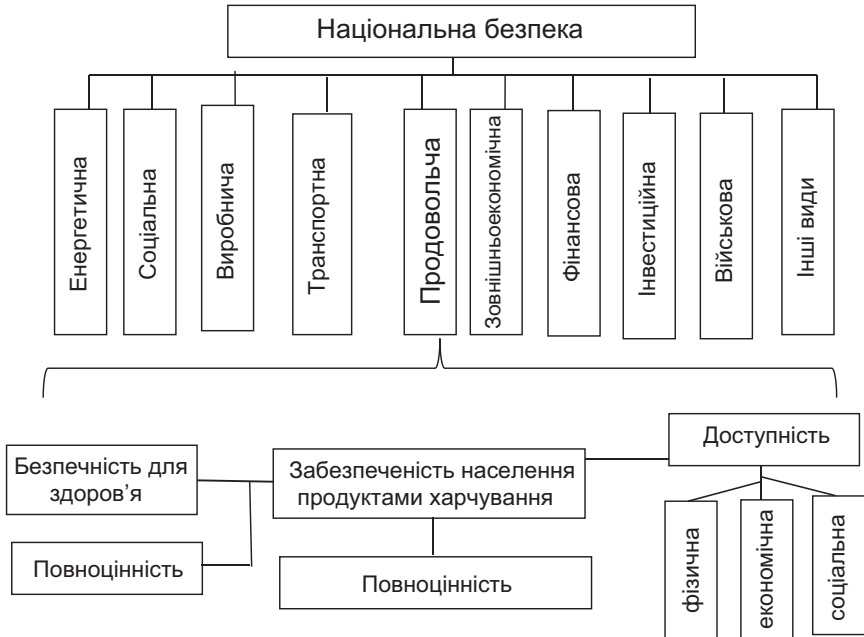 Національна безпека
Енергетична
Соціальна
Виробнича
Транспортна
Продовольча
Зовнішньоекономічна
Фінансова
Інвестиційна
Військова
Інші види
Безпечність для
здоров’я
Забезпеченість населення
продуктами харчування
Доступність
Повноцінність
Повноцінність
фізична
економічна
соціальна